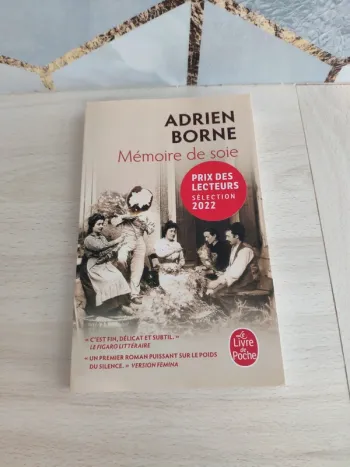 ADRIEN
BORNE
Mémoire de soie
PRIX DES
LECTEURS
SÉLECTION
2022
« C'EST FIN, DÉLICAT ET SUBTIL. »
LE FIGARO LITTÉRAIRE
« UN PREMIER ROMAN PUISSANT SUR LE POIDS
DU SILENCE. » VERSION FEMINA
Le
Livre
de
Poche